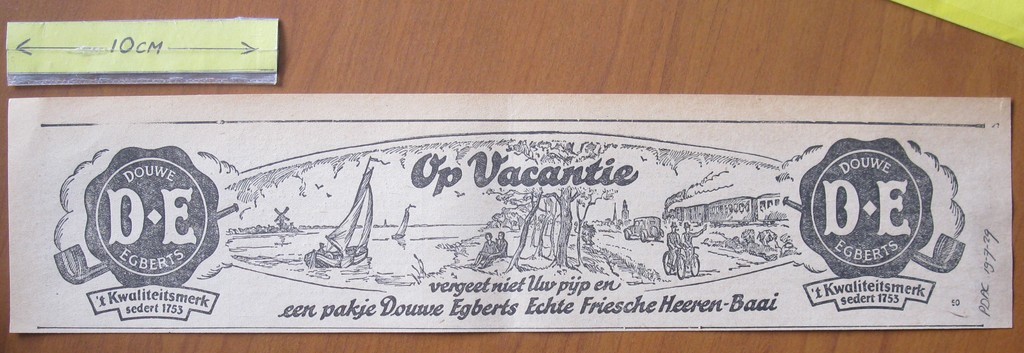 10CM
DOUWE
D·E
EGBERTS
't Kwaliteitsmerk
sedert 1753
Op Vacantie
vergeet niet Uw pijp en
een pakje Douwe Egberts Echte Friesche Heeren-Baai
DOUWE
D·E
EGBERTS
't Kwaliteitsmerk
sedert 1753